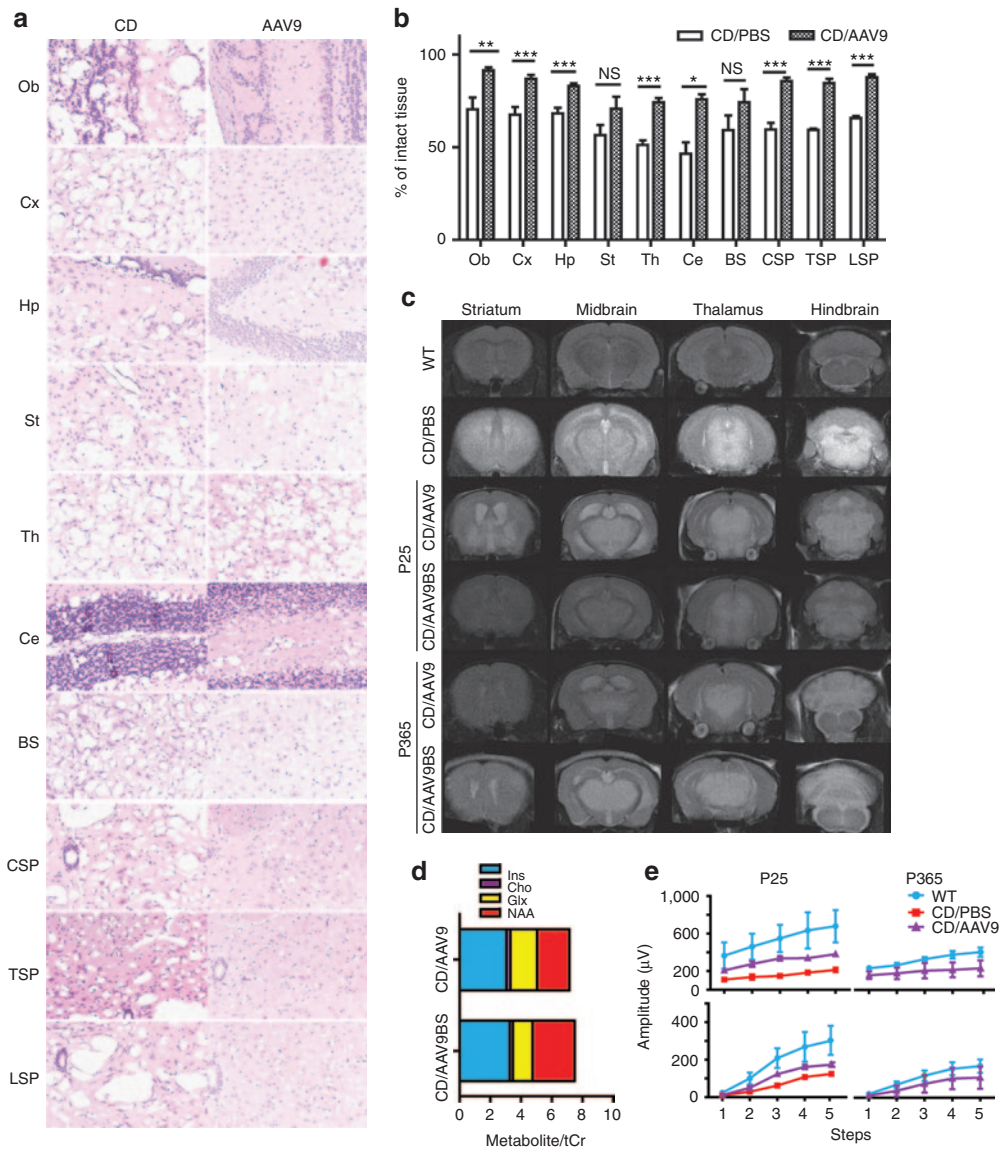 a
CD AAV9
Ob
Cx
Hp
St
Th
Ce
BS
CSP
TSP
LSP
b
CD/PBS CD/AAV9
** *** *** NS *** * NS *** *** ***
100
50
0
% of intact tissue
Ob Cx Hp St Th Ce BS CSP TSP LSP
c
Striatum Midbrain Thalamus Hindbrain
WT
CD/PBS
P25
CD/AAV9
CD/AAV9BS
P365
CD/AAV9
CD/AAV9BS
d
Ins
Cho
Glx
NAA
CD/AAV9
CD/AAV9BS
0 2 4 6 8 10
Metabolite/tCr
e
P25 P365
WT
CD/PBS
CD/AAV9
1,000
800
600
400
200
0
400
200
0
Amplitude (µV)
1 2 3 4 5 1 2 3 4 5
Steps